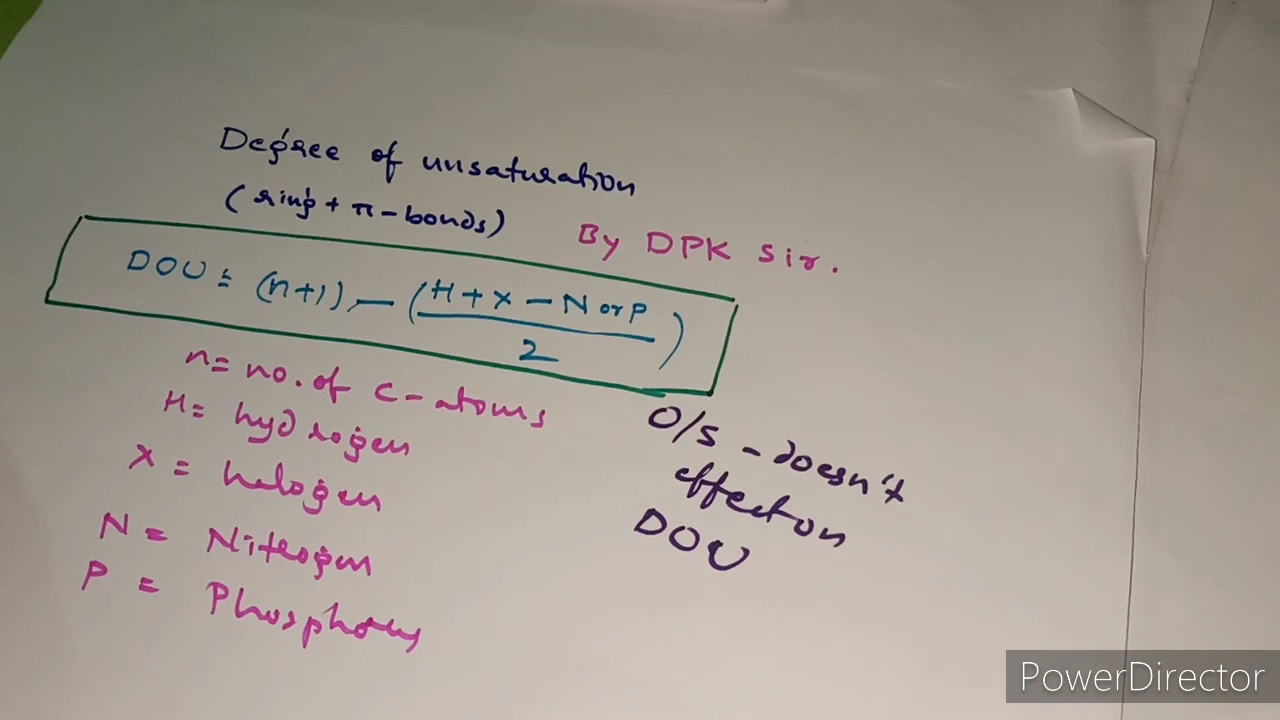 Degree of unsaturation
(ring + π-bonds)
By DPK Sir.
DOU = (n+1) - (H + X - N or P / 2)
n = no. of C-atoms
H = hydrogen
X = halogen
N = Nitrogen
P = Phosphorus
O/S - doesn't
effect on
DOU
PowerDirector